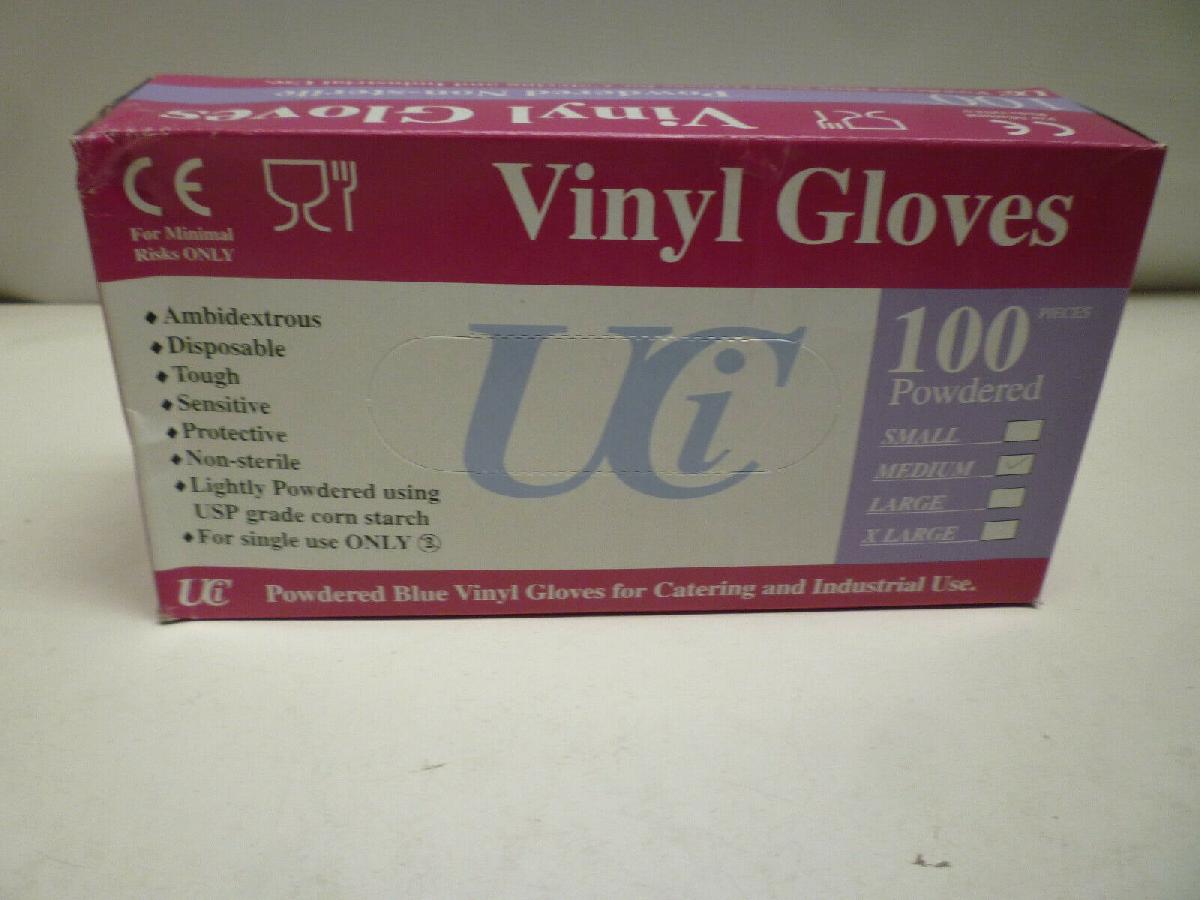 Vinyl Gloves
100
Powdered Non-sterile
CE
For Minimal
Risks ONLY
Vinyl Gloves
Ambidextrous
Disposable
Tough
Sensitive
Protective
Non-sterile
Lightly Powdered using
USP grade corn starch
For single use ONLY ②
UCi
100 PIECES
Powdered
SMALL
MEDIUM
LARGE
X LARGE
UCi Powdered Blue Vinyl Gloves for Catering and Industrial Use.